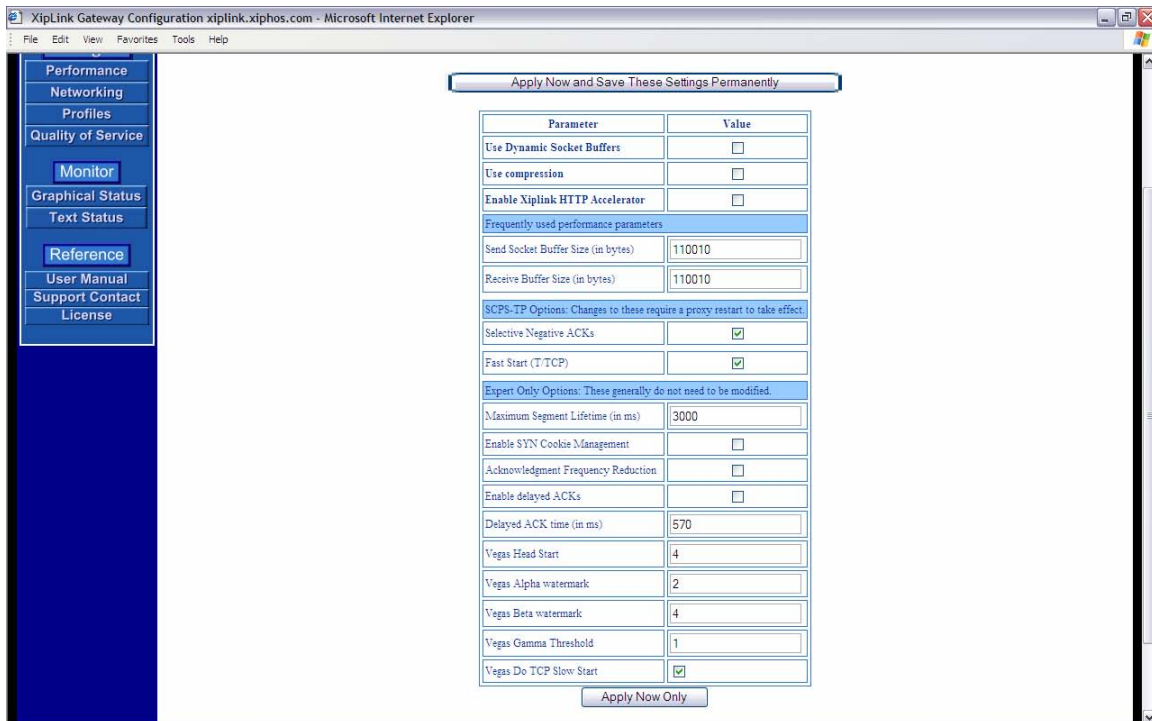 XipLink Gateway Configuration xiplink.xiphos.com - Microsoft Internet Explorer
File Edit View Favorites Tools Help
Performance
Networking
Profiles
Quality of Service
Monitor
Graphical Status
Text Status
Reference
User Manual
Support Contact
License
Apply Now and Save These Settings Permanently
Parameter Value
Use Dynamic Socket Buffers
Use compression
Enable Xiplink HTTP Accelerator
Frequently used performance parameters
Send Socket Buffer Size (in bytes) 110010
Receive Buffer Size (in bytes) 110010
SCPS-TP Options: Changes to these require a proxy restart to take effect.
Selective Negative ACKs
Fast Start (T/TCP)
Expert Only Options: These generally do not need to be modified.
Maximum Segment Lifetime (in ms) 3000
Enable SYN Cookie Management
Acknowledgment Frequency Reduction
Enable delayed ACKs
Delayed ACK time (in ms) 570
Vegas Head Start 4
Vegas Alpha watermark 2
Vegas Beta watermark 4
Vegas Gamma Threshold 1
Vegas Do TCP Slow Start
Apply Now Only